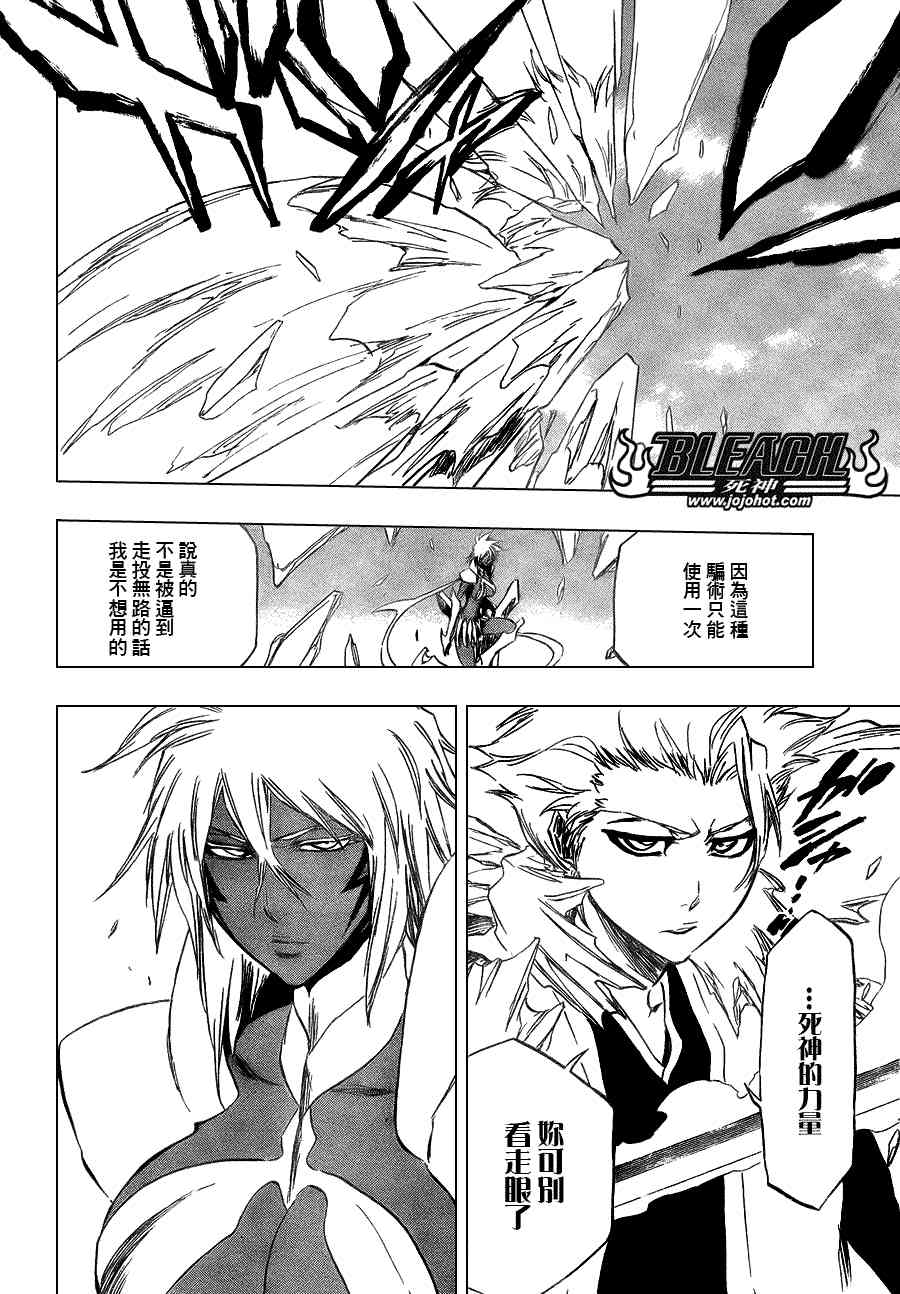 BLEACH
死神
www.jojohot.com
因為這種
騙術只能
使用一次
說真的
不是被逼到
走投無路的話
我是不想用的
…死神的力量
妳可別
看走眼了